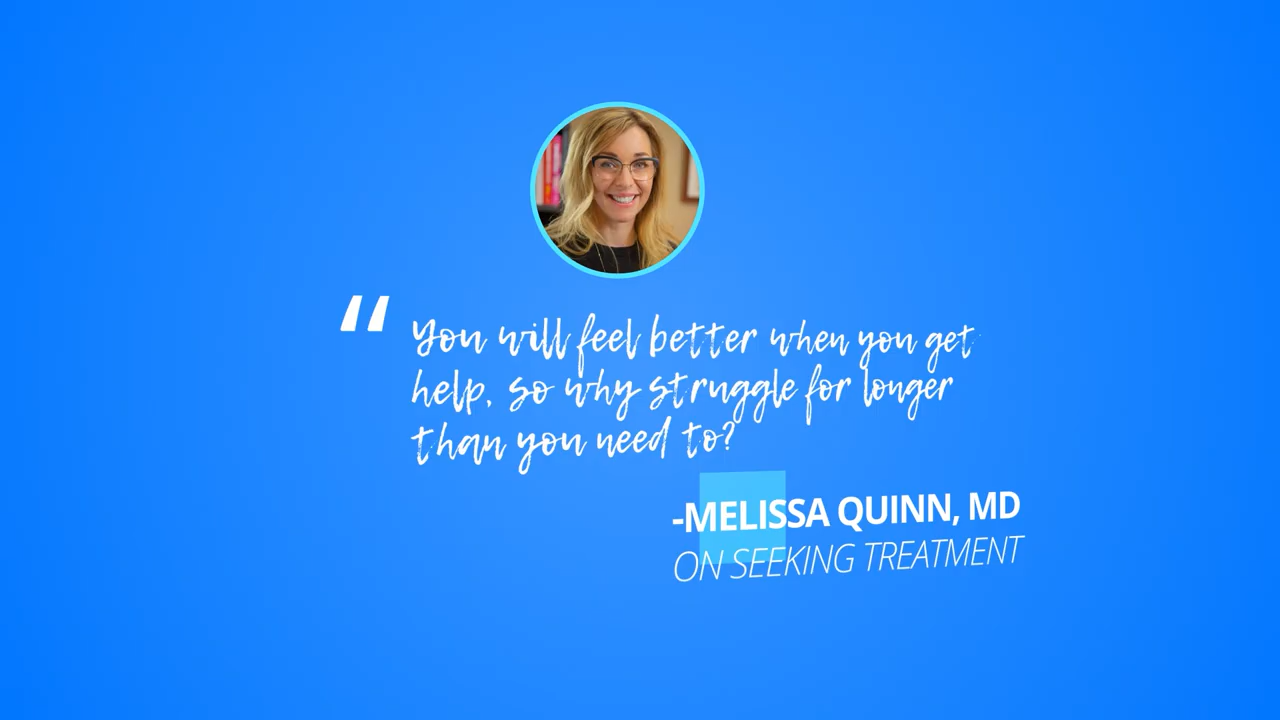 “ You will feel better when you get
help, so why struggle for longer
than you need to?
-MELISSA QUINN, MD
ON SEEKING TREATMENT